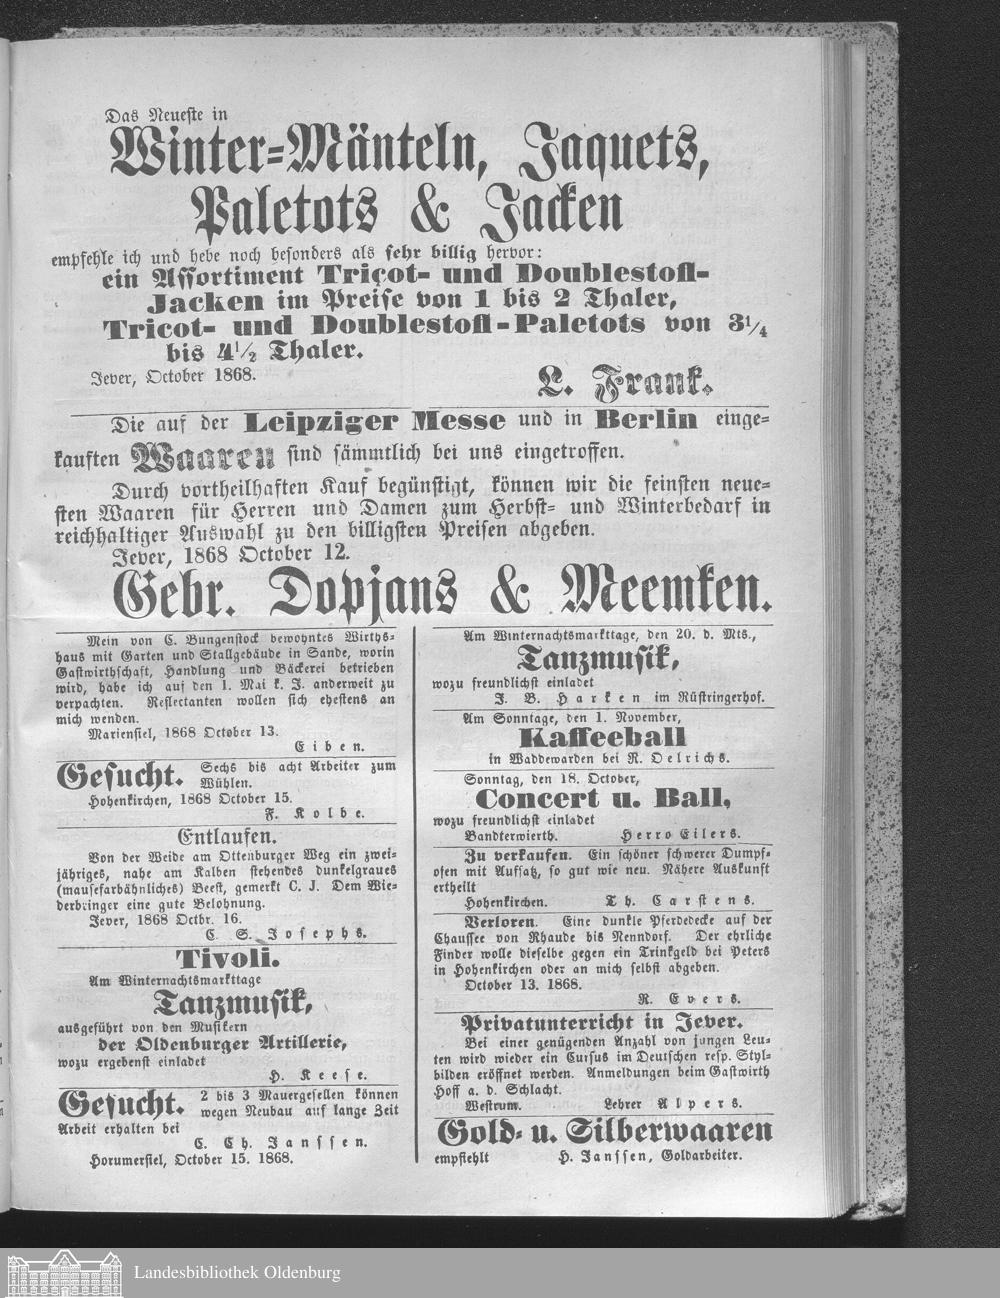 Das Neueste in
Winter-Mänteln, Jaquets,
Paletots & Jacken
empfehle ich und hebe noch besonders als sehr billig hervor:
ein Assortiment Tricot- und Doublestoff-
Jacken im Preise von 1 bis 2 Thaler,
Tricot- und Doublestoff-Paletots von 3¼
bis 4½ Thaler.
Jever, October 1868.
L. Frank.
Die auf der Leipziger Messe und in Berlin einge-
kauften Waaren sind sämmtlich bei uns eingetroffen.
Durch vortheilhaften Kauf begünstigt, können wir die feinsten neue-
sten Waaren für Herren und Damen zum Herbst- und Winterbedarf in
reichhaltiger Auswahl zu den billigsten Preisen abgeben.
Jever, 1868 October 12.
Gebr. Dopjans & Meemken.
Mein von C. Bungenstock bewohntes Wirths-
haus mit Garten und Stallgebäude in Sande, worin
Gastwirthschaft, Handlung und Bäckerei betrieben
wird, habe ich auf den 1. Mai k. J. anderweit zu
verpachten. Reflectanten wollen sich ehestens an
mich wenden.
Mariensiel, 1868 October 13.
Eiben.
Gesucht. Sechs bis acht Arbeiter zum
Wühlen.
Hohenkirchen, 1868 October 15.
F. Kolbe.
Entlaufen.
Von der Weide am Ottenburger Weg ein zwei-
jähriges, nahe am Kalben stehendes dunkelgraues
(mausefarbähnliches) Beest, gemerkt C. J. Dem Wie-
derbringer eine gute Belohnung.
Jever, 1868 Octbr. 16.
C. S. Josephs.
Tivoli.
Am Winternachtsmarkttage
Tanzmusik,
ausgeführt von den Musikern
der Oldenburger Artillerie,
wozu ergebenst einladet
H. Keese.
Gesucht. 2 bis 3 Mauergesellen können
wegen Neubau auf lange Zeit
Arbeit erhalten bei
C. Ch. Janssen.
Horumersiel, October 15. 1868.
Am Winternachtsmarkttage, den 20. d. Mts.,
Tanzmusik,
wozu freundlichst einladet
J. B. Harken im Rüstringerhof.
Am Sonntage, den 1. November,
Kaffeeball
in Waddewarden bei R. Oelrichs.
Sonntag, den 18. October,
Concert u. Ball,
wozu freundlichst einladet
Bandterwierth. Herro Eilers.
Zu verkaufen. Ein schöner schwerer Dumpf-
ofen mit Aufsatz, so gut wie neu. Nähere Auskunft
ertheilt
Hohenkirchen. Th. Carstens.
Verloren. Eine dunkle Pferdedecke auf der
Chaussee von Rhaude bis Nenndorf. Der ehrliche
Finder wolle dieselbe gegen ein Trinkgeld bei Peters
in Hohenkirchen oder an mich selbst abgeben.
October 13. 1868.
R. Evers.
Privatunterricht in Jever.
Bei einer genügenden Anzahl von jungen Leu-
ten wird wieder ein Cursus im Deutschen resp. Styl-
bilden eröffnet werden. Anmeldungen beim Gastwirth
Hoff a. d. Schlacht.
Westrum. Lehrer Alpers.
Gold- u. Silberwaaren
empfiehlt H. Janssen, Goldarbeiter.
Landesbibliothek Oldenburg